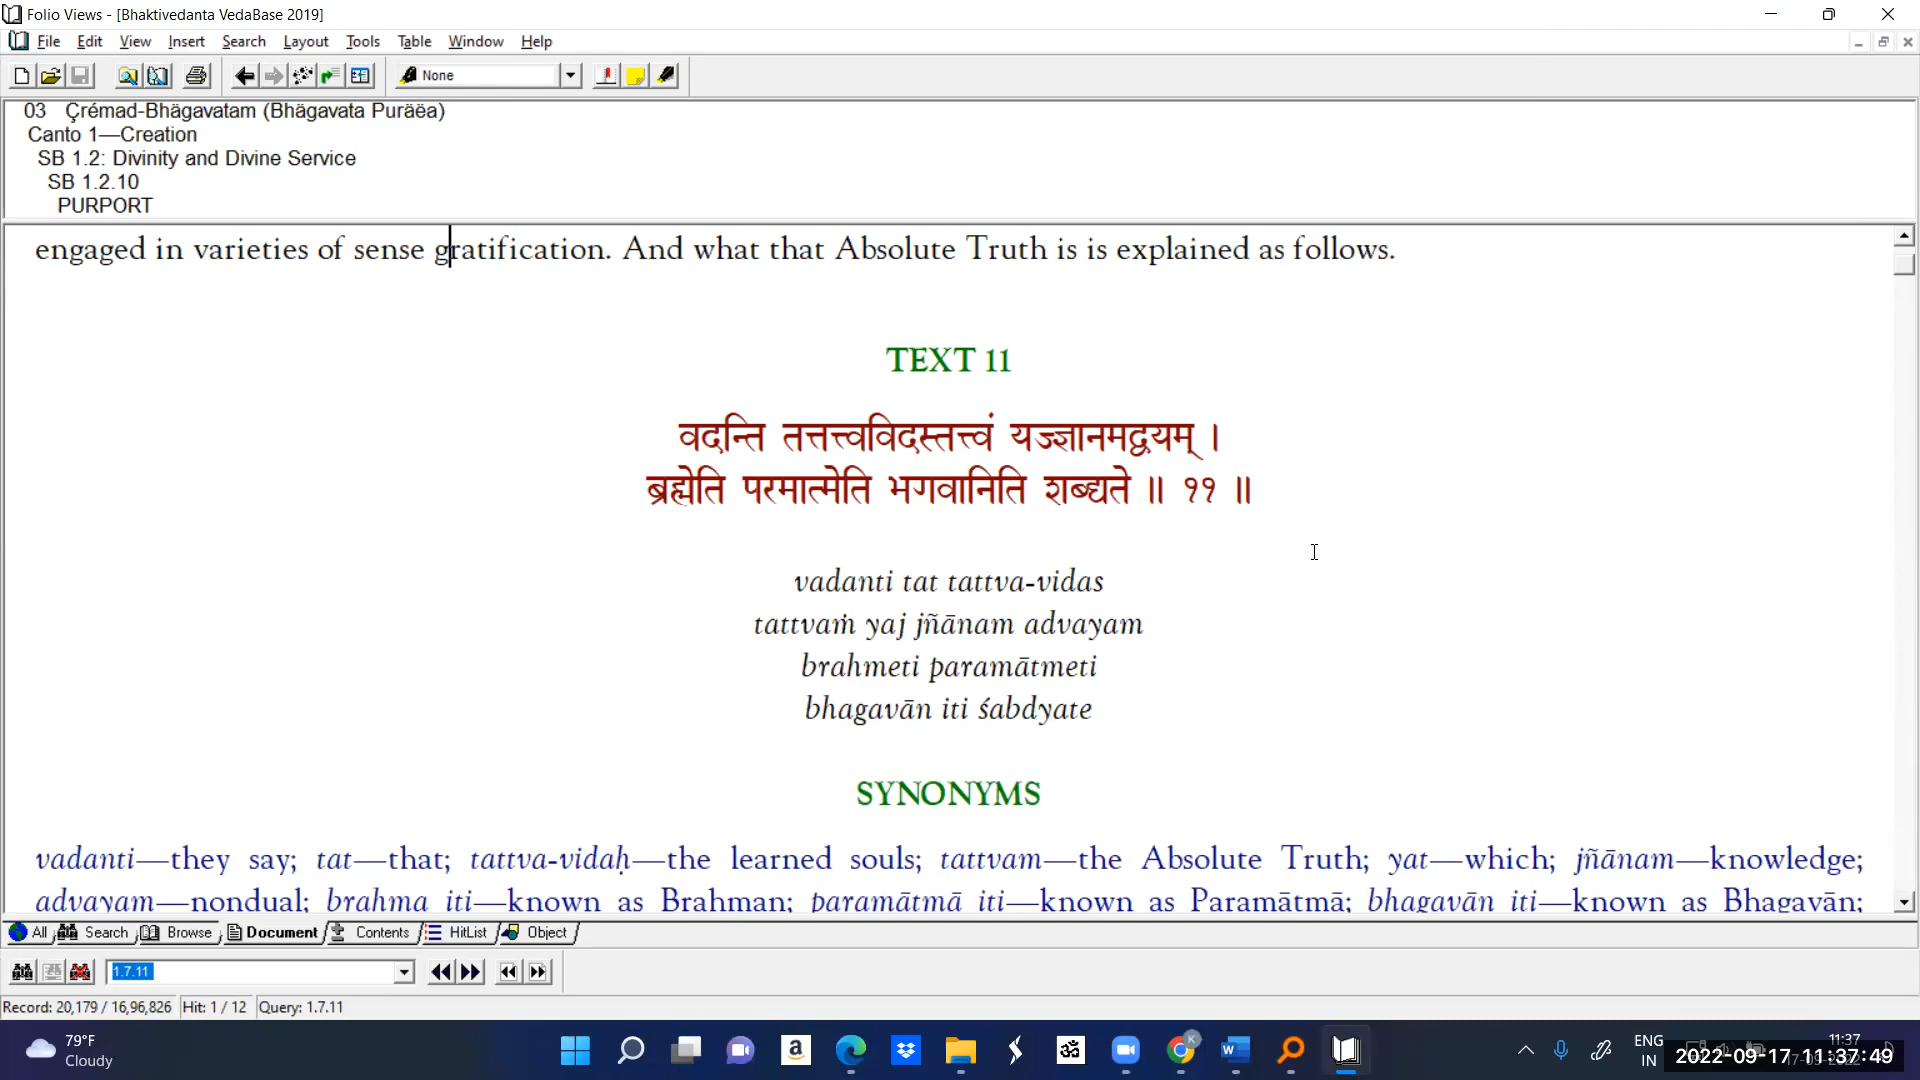 Folio Views - [Bhaktivedanta VedaBase 2019]
File Edit View Insert Search Layout Tools Table Window Help
None
03 Çrémad-Bhägavatam (Bhägavata Puräëa)
Canto 1—Creation
SB 1.2: Divinity and Divine Service
SB 1.2.10
PURPORT
engaged in varieties of sense gratification. And what that Absolute Truth is is explained as follows.
TEXT 11
वदन्ति तत्तत्त्वविदस्तत्त्वं यज्ज्ञानमद्वयम् ।
ब्रह्मेति परमात्मेति भगवानिति शब्द्यते ॥ ११ ॥
vadanti tat tattva-vidas
tattvaṁ yaj jñānam advayam
brahmeti paramātmeti
bhagavān iti śabdyate
SYNONYMS
vadanti—they say; tat—that; tattva-vidaḥ—the learned souls; tattvam—the Absolute Truth; yat—which; jñānam—knowledge;
advayam—nondual; brahma iti—known as Brahman; paramātmā iti—known as Paramātmā; bhagavān iti—known as Bhagavān;
All Search Browse Document Contents HitList Object
1.7.11
Record: 20,179 / 16,96,826 Hit: 1 / 12 Query: 1.7.11
79°F
Cloudy
ENG
IN
11:37
2022-09-17 11:37:49